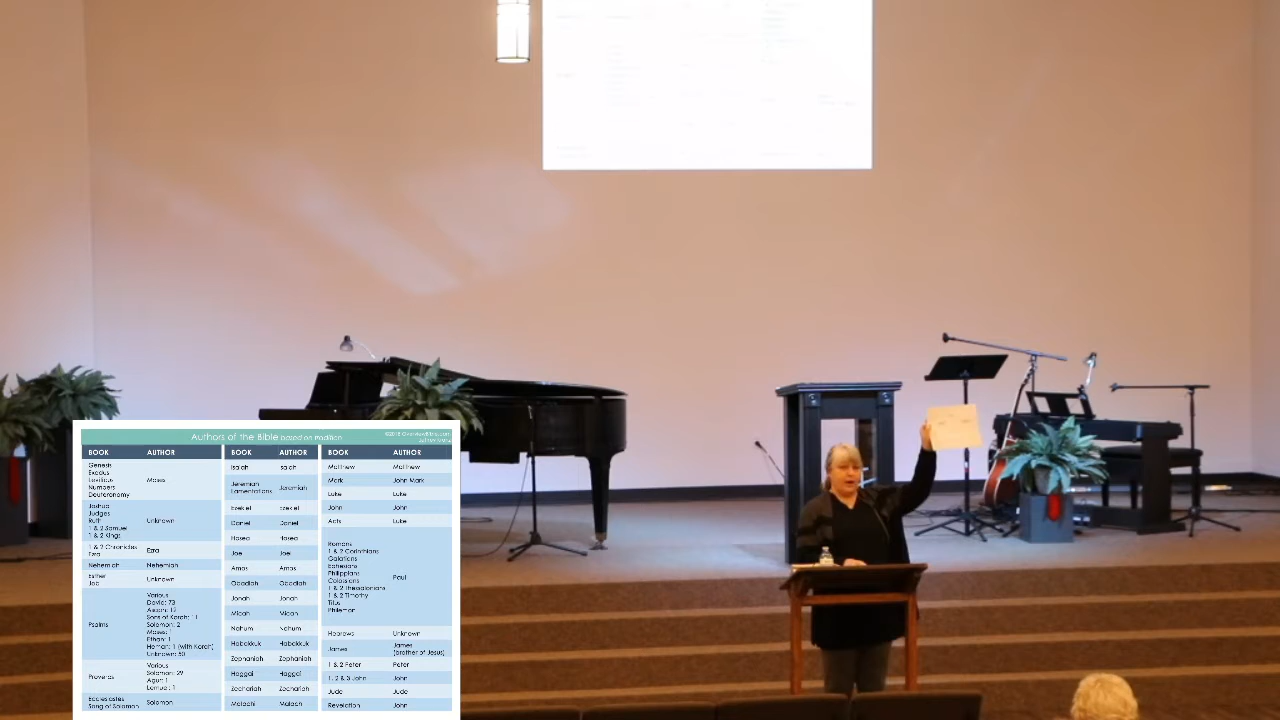 Authors of the Bible based on tradition
©2018 OverviewBible.com
BOOK AUTHOR
Genesis
Exodus
Leviticus
Numbers
Deuteronomy
Moses
Joshua
Judges
Ruth
1 & 2 Samuel
1 & 2 Kings
Unknown
1 & 2 Chronicles
Ezra
Ezra
Nehemiah Nehemiah
Esther
Job
Unknown
Psalms
Various
David: 73
Asaph: 12
Sons of Korah: 11
Solomon: 2
Moses: 1
Ethan: 1
Heman: 1 (with Korah)
Unknown: 50
Proverbs
Various
Solomon: 29
Agur: 1
Lemuel: 1
Ecclesiastes
Song of Solomon
Solomon
BOOK AUTHOR
Isaiah Isaiah
Jeremiah
Lamentations
Jeremiah
Ezekiel Ezekiel
Daniel Daniel
Hosea Hosea
Joel Joel
Amos Amos
Obadiah Obadiah
Jonah Jonah
Micah Micah
Nahum Nahum
Habakkuk Habakkuk
Zephaniah Zephaniah
Haggai Haggai
Zechariah Zechariah
Malachi Malachi
BOOK AUTHOR
Matthew Matthew
Mark John Mark
Luke Luke
John John
Acts Luke
Romans
1 & 2 Corinthians
Galatians
Ephesians
Philippians
Colossians
1 & 2 Thessalonians
1 & 2 Timothy
Titus
Philemon
Paul
Hebrews Unknown
James
James
(brother of Jesus)
1 & 2 Peter Peter
1, 2 & 3 John John
Jude Jude
Revelation John